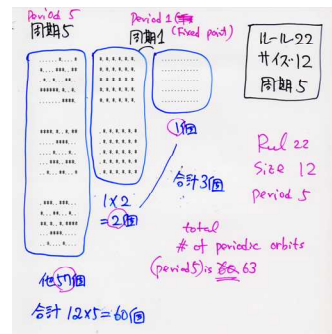 Period 5
周期5
Period 1
(Fixed point)
周期1
ルール22
サイズ12
周期5
1個
1×2
=2個
合計3個
Rul 22
Size 12
period 5
total
# of periodic orbits
(period5) is 63
他57個
合計 12×5=60個